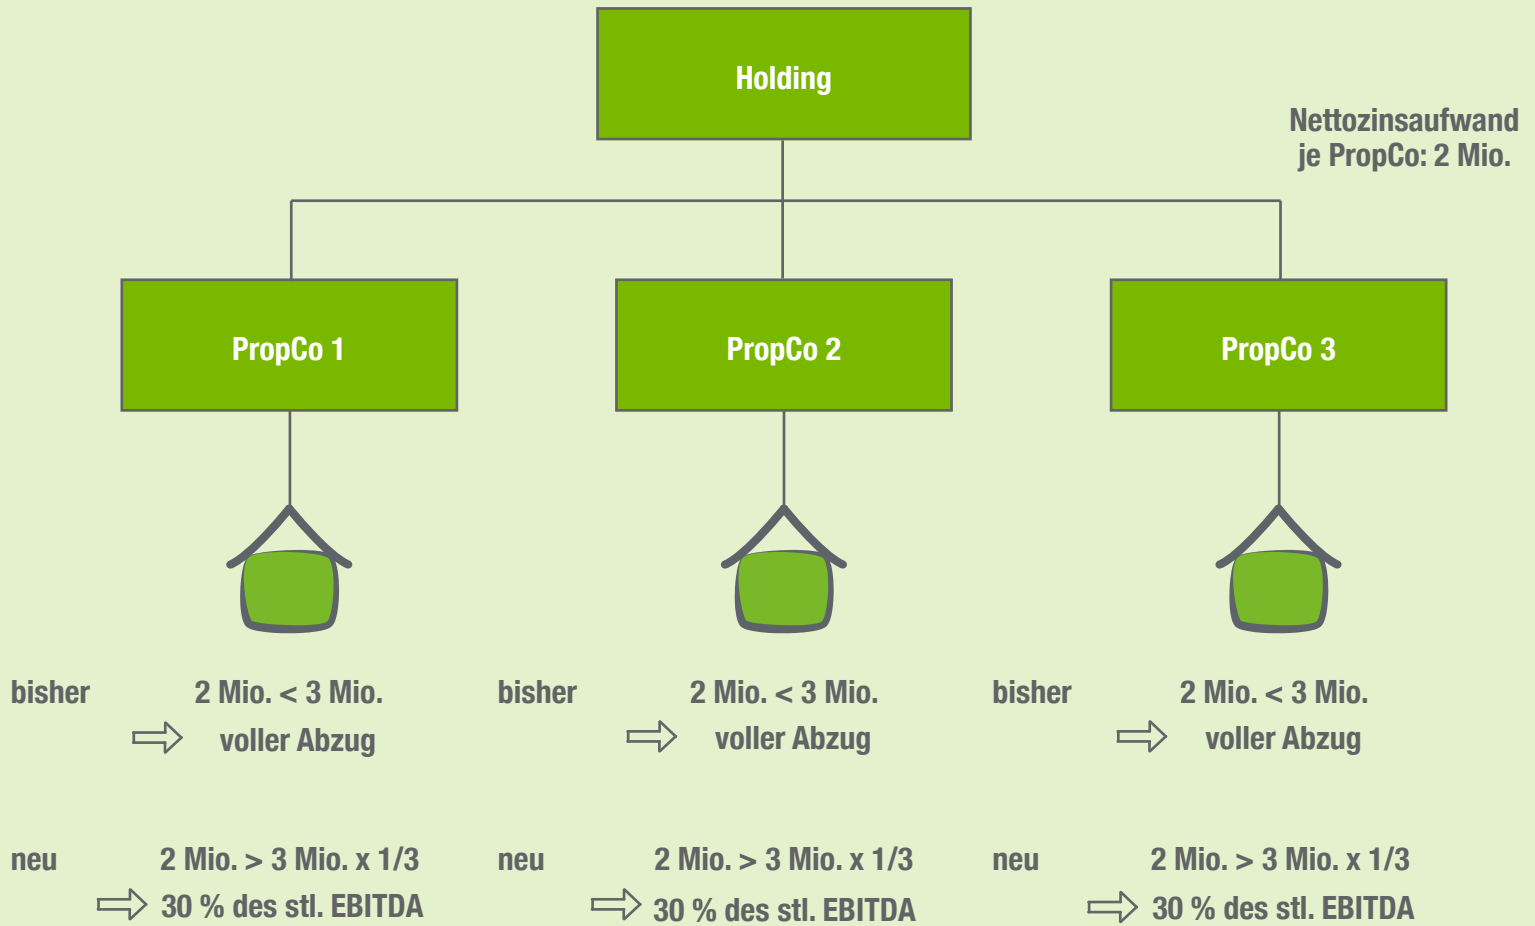 Holding
Nettozinsaufwand
je PropCo: 2 Mio.
PropCo 1
PropCo 2
PropCo 3
bisher 2 Mio. < 3 Mio.
voller Abzug
bisher 2 Mio. < 3 Mio.
voller Abzug
bisher 2 Mio. < 3 Mio.
voller Abzug
neu 2 Mio. > 3 Mio. x 1/3
30 % des stl. EBITDA
neu 2 Mio. > 3 Mio. x 1/3
30 % des stl. EBITDA
neu 2 Mio. > 3 Mio. x 1/3
30 % des stl. EBITDA